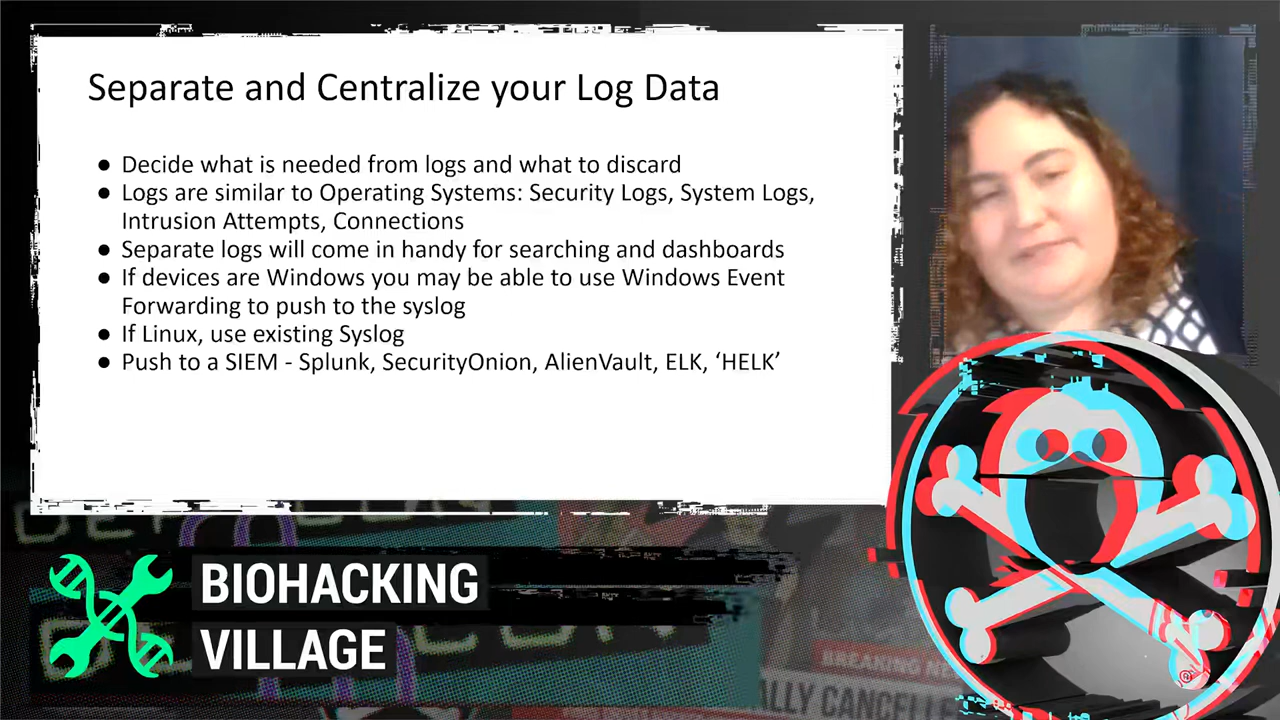 Separate and Centralize your Log Data
● Decide what is needed from logs and what to discard
● Logs are similar to Operating Systems: Security Logs, System Logs,
Intrusion Attempts, Connections
● Separate logs will come in handy for searching and dashboards
● If devices are Windows you may be able to use Windows Event
Forwarding to push to the syslog
● If Linux, use existing Syslog
● Push to a SIEM - Splunk, SecurityOnion, AlienVault, ELK, ‘HELK’
BIOHACKING
VILLAGE
BREAKING